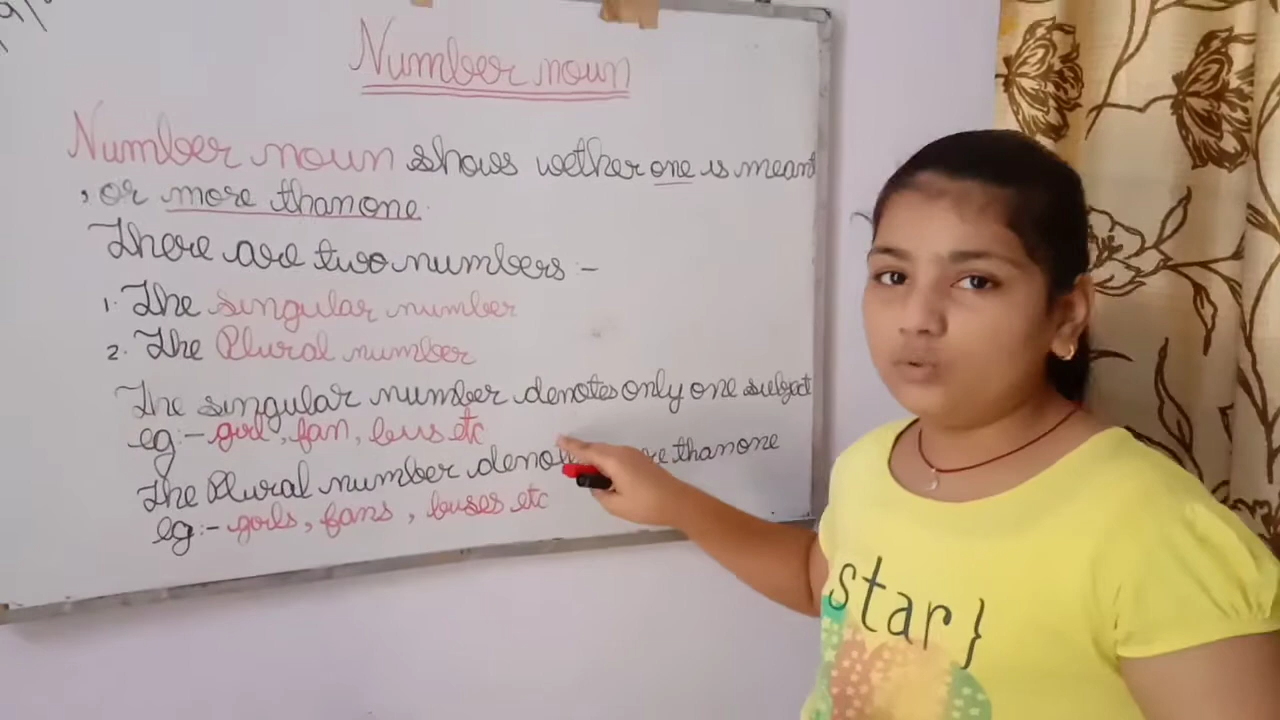 Number noun
Number noun shows wether one is meant
, or more than one.
There are two numbers :-
1. The singular number
2. The Plural number
The singular number denotes only one subject
eg:- girl, fan, bus etc
The Plural number than one
eg:- girls, fans, buses etc
star}